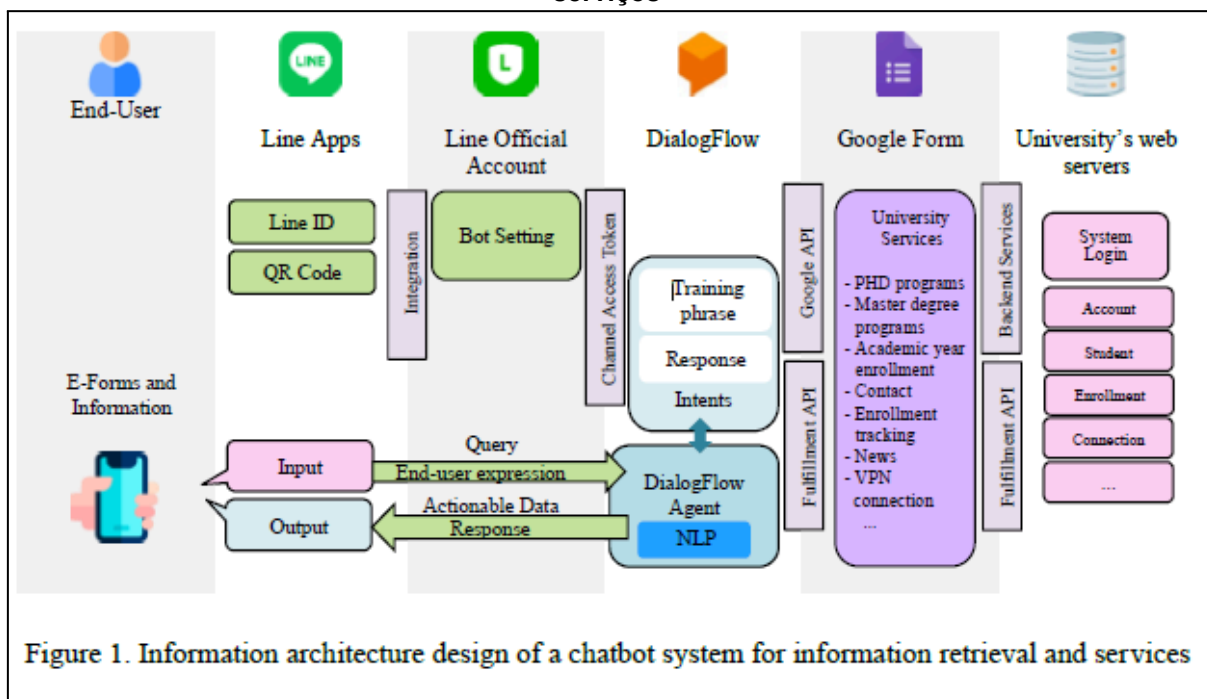 serviços
End-User
LINE
Line Apps
L
Line Official
Account
DialogFlow
Google Form
University’s web
servers
Line ID
QR Code
Integration
Bot Setting
Channel Access Token
Training
phrase
Response
Intents
Google API
Fulfillment API
University
Services
- PHD programs
- Master degree
programs
- Academic year
enrollment
- Contact
- Enrollment
tracking
- News
- VPN
connection
...
Backend Services
Fulfillment API
System
Login
Account
Student
Enrollment
Connection
...
E-Forms and
Information
Input
Output
Query
End-user expression
Actionable Data
Response
DialogFlow
Agent
NLP
Figure 1. Information architecture design of a chatbot system for information retrieval and services